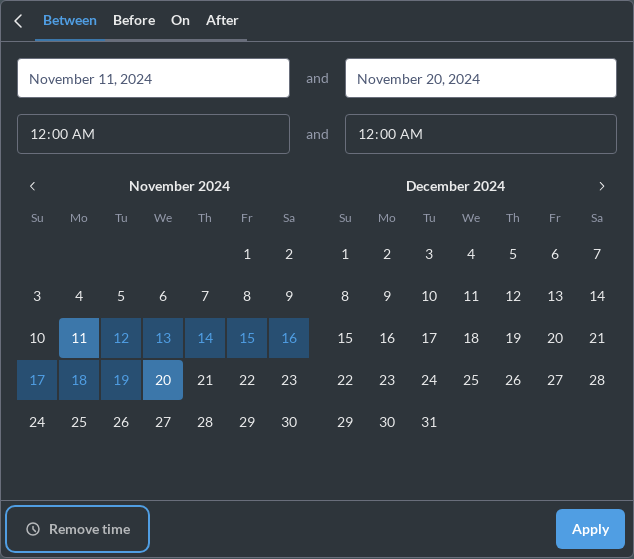 Between Before On After
November 11, 2024 and November 20, 2024
12:00 AM and 12:00 AM
November 2024 December 2024
Su Mo Tu We Th Fr Sa Su Mo Tu We Th Fr Sa
1 2 1 2 3 4 5 6 7
3 4 5 6 7 8 9 8 9 10 11 12 13 14
10 11 12 13 14 15 16 15 16 17 18 19 20 21
17 18 19 20 21 22 23 22 23 24 25 26 27 28
24 25 26 27 28 29 30 29 30 31
Remove time Apply